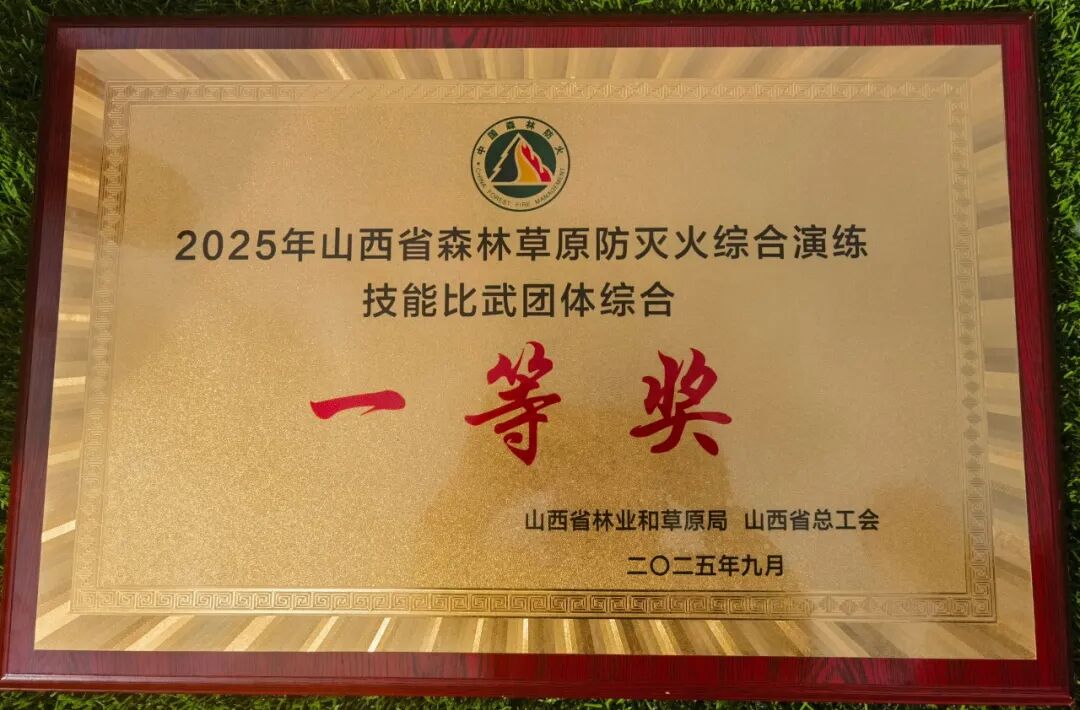 中国森林防火
CHINA FOREST FIRE MANAGEMENT
2025年山西省森林草原防灭火综合演练
技能比武团体综合
一等奖
山西省林业和草原局 山西省总工会
二〇二五年九月